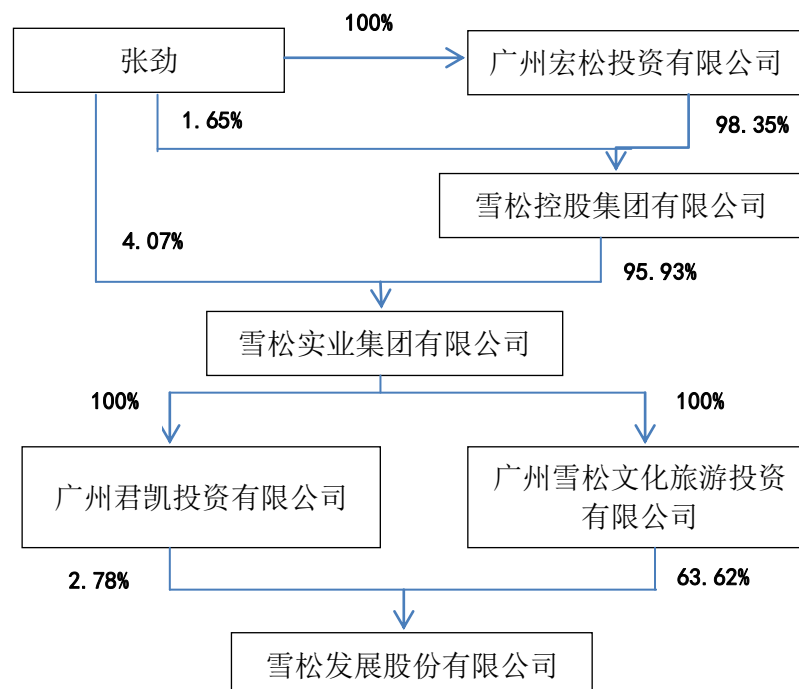 100%
张劲
广州宏松投资有限公司
1.65%
98.35%
雪松控股集团有限公司
4.07%
95.93%
雪松实业集团有限公司
100%
100%
广州君凯投资有限公司
广州雪松文化旅游投资
有限公司
2.78%
63.62%
雪松发展股份有限公司